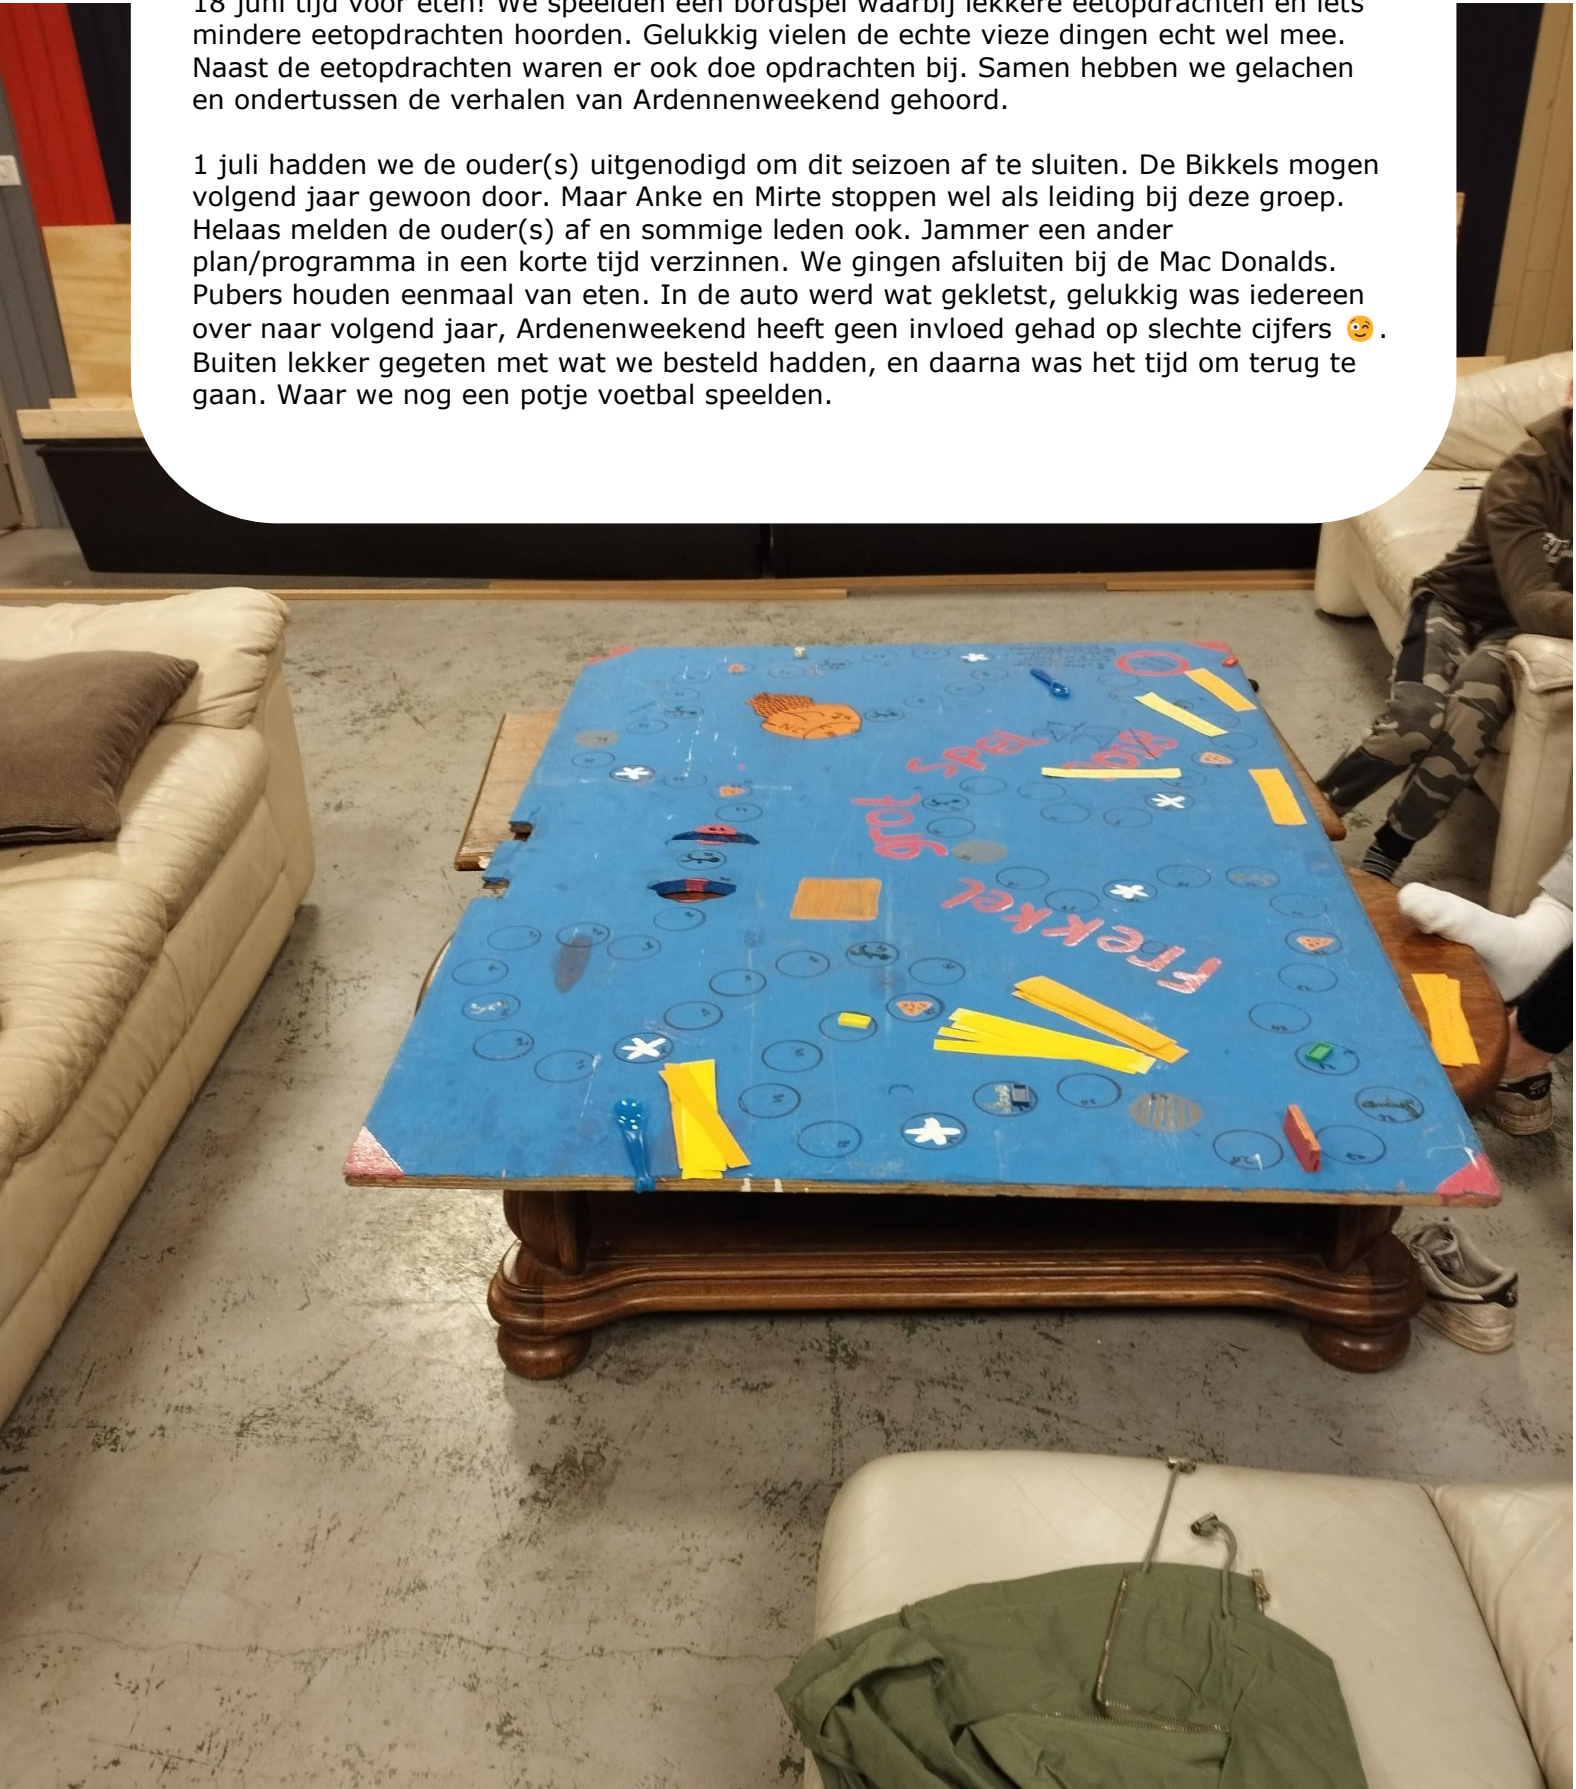 18 juni tijd voor eten! We speelden een bordspel waarbij lekkere eetopdrachten en iets
mindere eetopdrachten hoorden. Gelukkig vielen de echte vieze dingen echt wel mee.
Naast de eetopdrachten waren er ook doe opdrachten bij. Samen hebben we gelachen
en ondertussen de verhalen van Ardennenweekend gehoord.
1 juli hadden we de ouder(s) uitgenodigd om dit seizoen af te sluiten. De Bikkels mogen
volgend jaar gewoon door. Maar Anke en Mirte stoppen wel als leiding bij deze groep.
Helaas melden de ouder(s) af en sommige leden ook. Jammer een ander
plan/programma in een korte tijd verzinnen. We gingen afsluiten bij de Mac Donalds.
Pubers houden eenmaal van eten. In de auto werd wat gekletst, gelukkig was iedereen
over naar volgend jaar, Ardenenweekend heeft geen invloed gehad op slechte cijfers 😉.
Buiten lekker gegeten met wat we besteld hadden, en daarna was het tijd om terug te
gaan. Waar we nog een potje voetbal speelden.
Frekkel
grot
spel